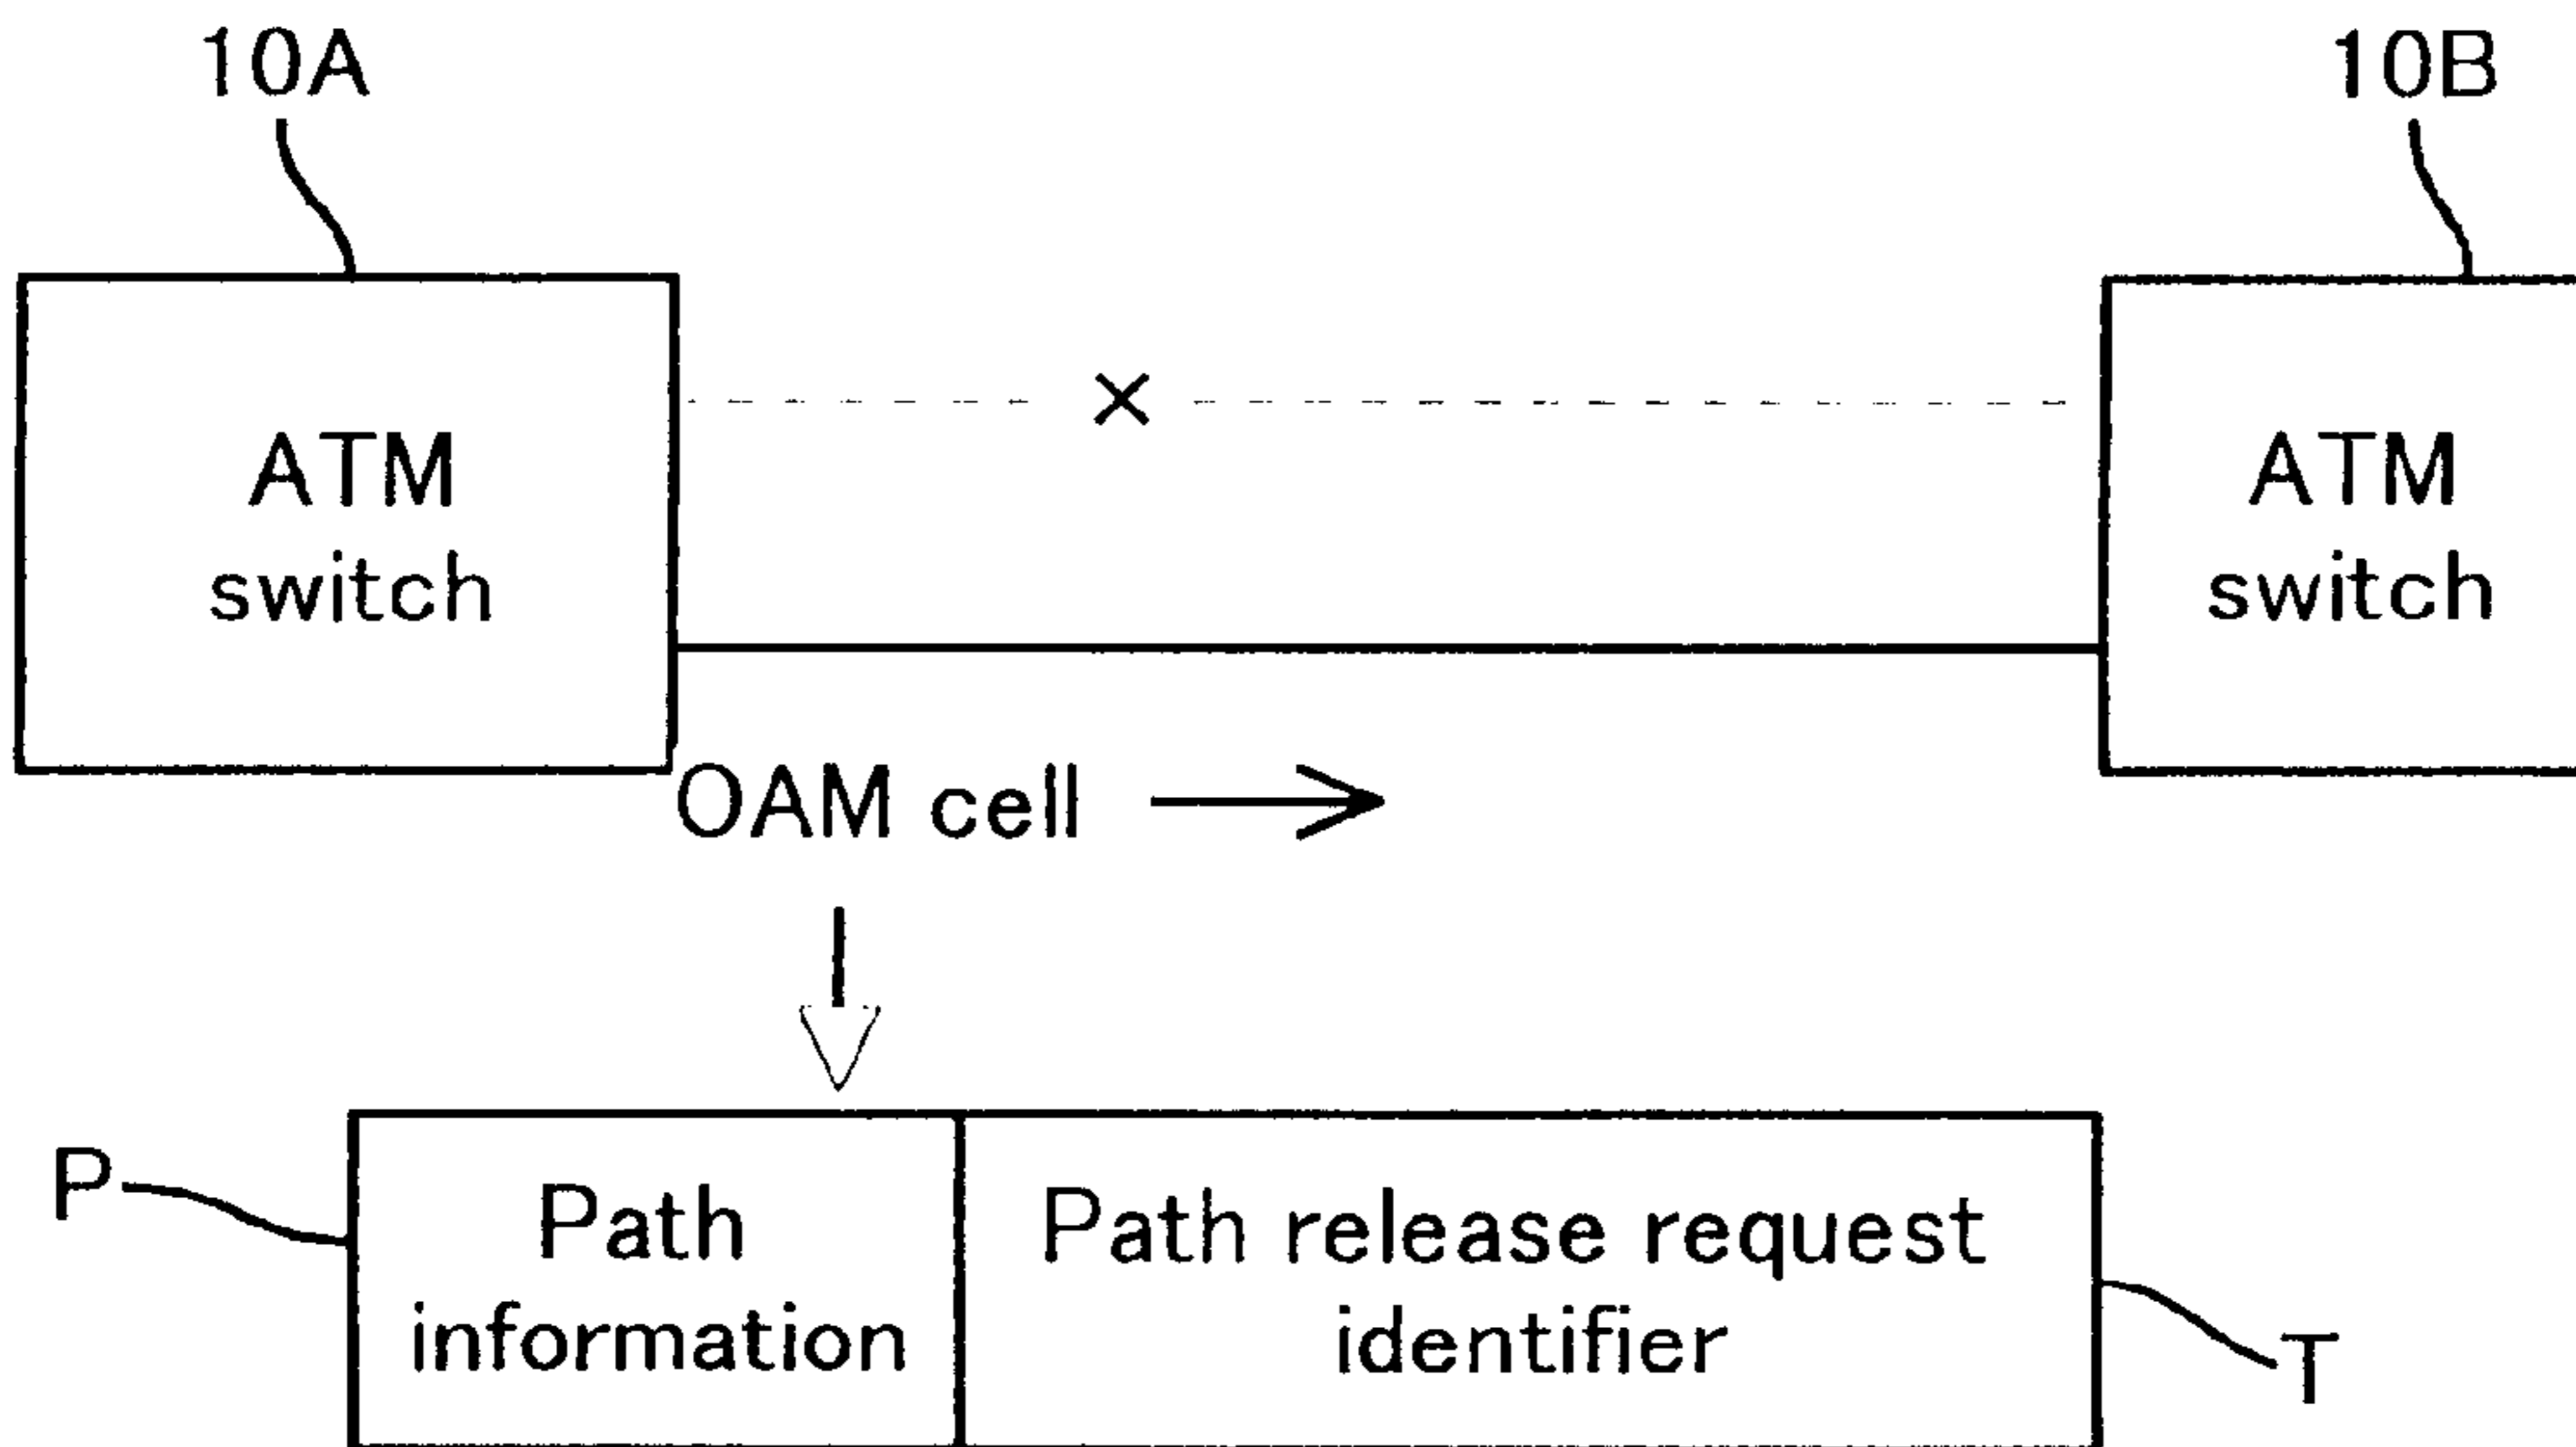 10A
10B
ATM
switch
ATM
switch
OAM cell
P
Path
information
Path release request
identifier
T